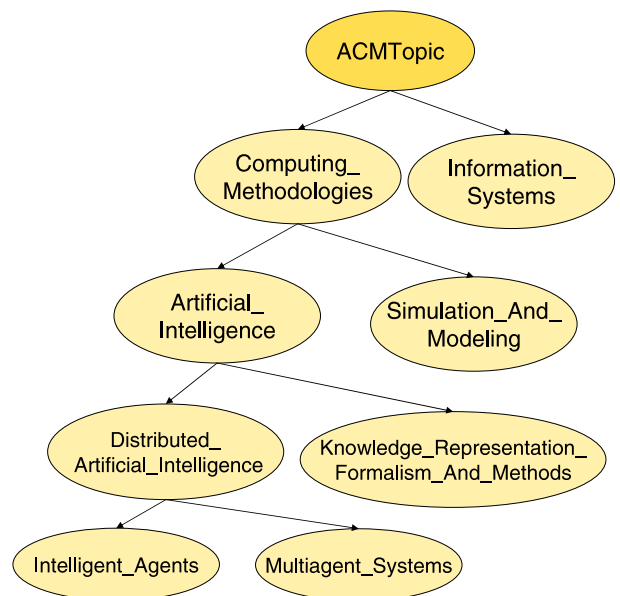 ACMTopic
Computing_
Methodologies
Information_
Systems
Artificial_
Intelligence
Simulation_And_
Modeling
Distributed_
Artificial_Intelligence
Knowledge_Representation_
Formalism_And_Methods
Intelligent_Agents
Multiagent_Systems